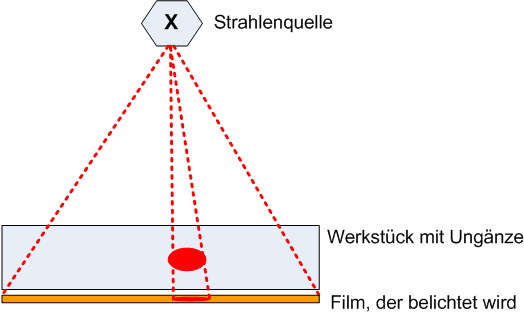 X
Strahlenquelle
Werkstück mit Ungänze
Film, der belichtet wird